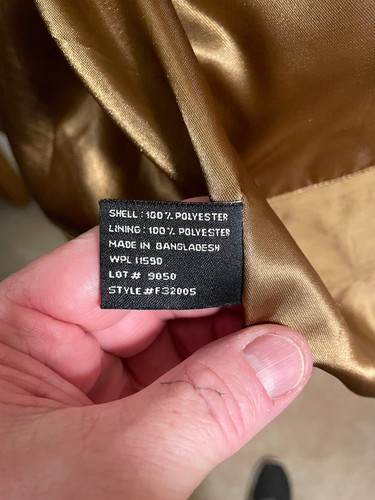 SHELL : 100% POLYESTER
LINING : 100% POLYESTER
MADE IN BANGLADESH
WPL 11590
LOT # 9050
STYLE # F32005